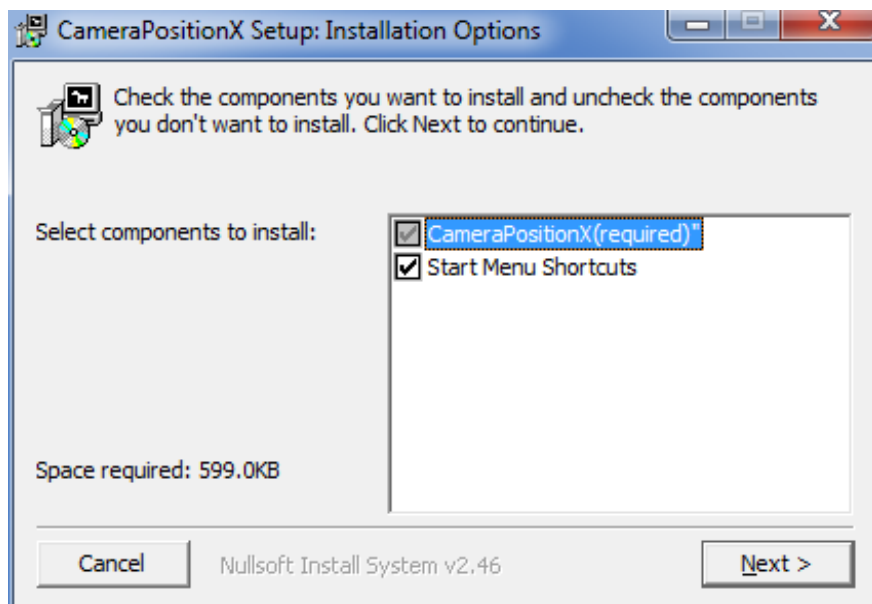 CameraPositionX Setup: Installation Options
Check the components you want to install and uncheck the components
you don't want to install. Click Next to continue.
Select components to install:
CameraPositionX(required)"
Start Menu Shortcuts
Space required: 599.0KB
Cancel
Nullsoft Install System v2.46
Next >